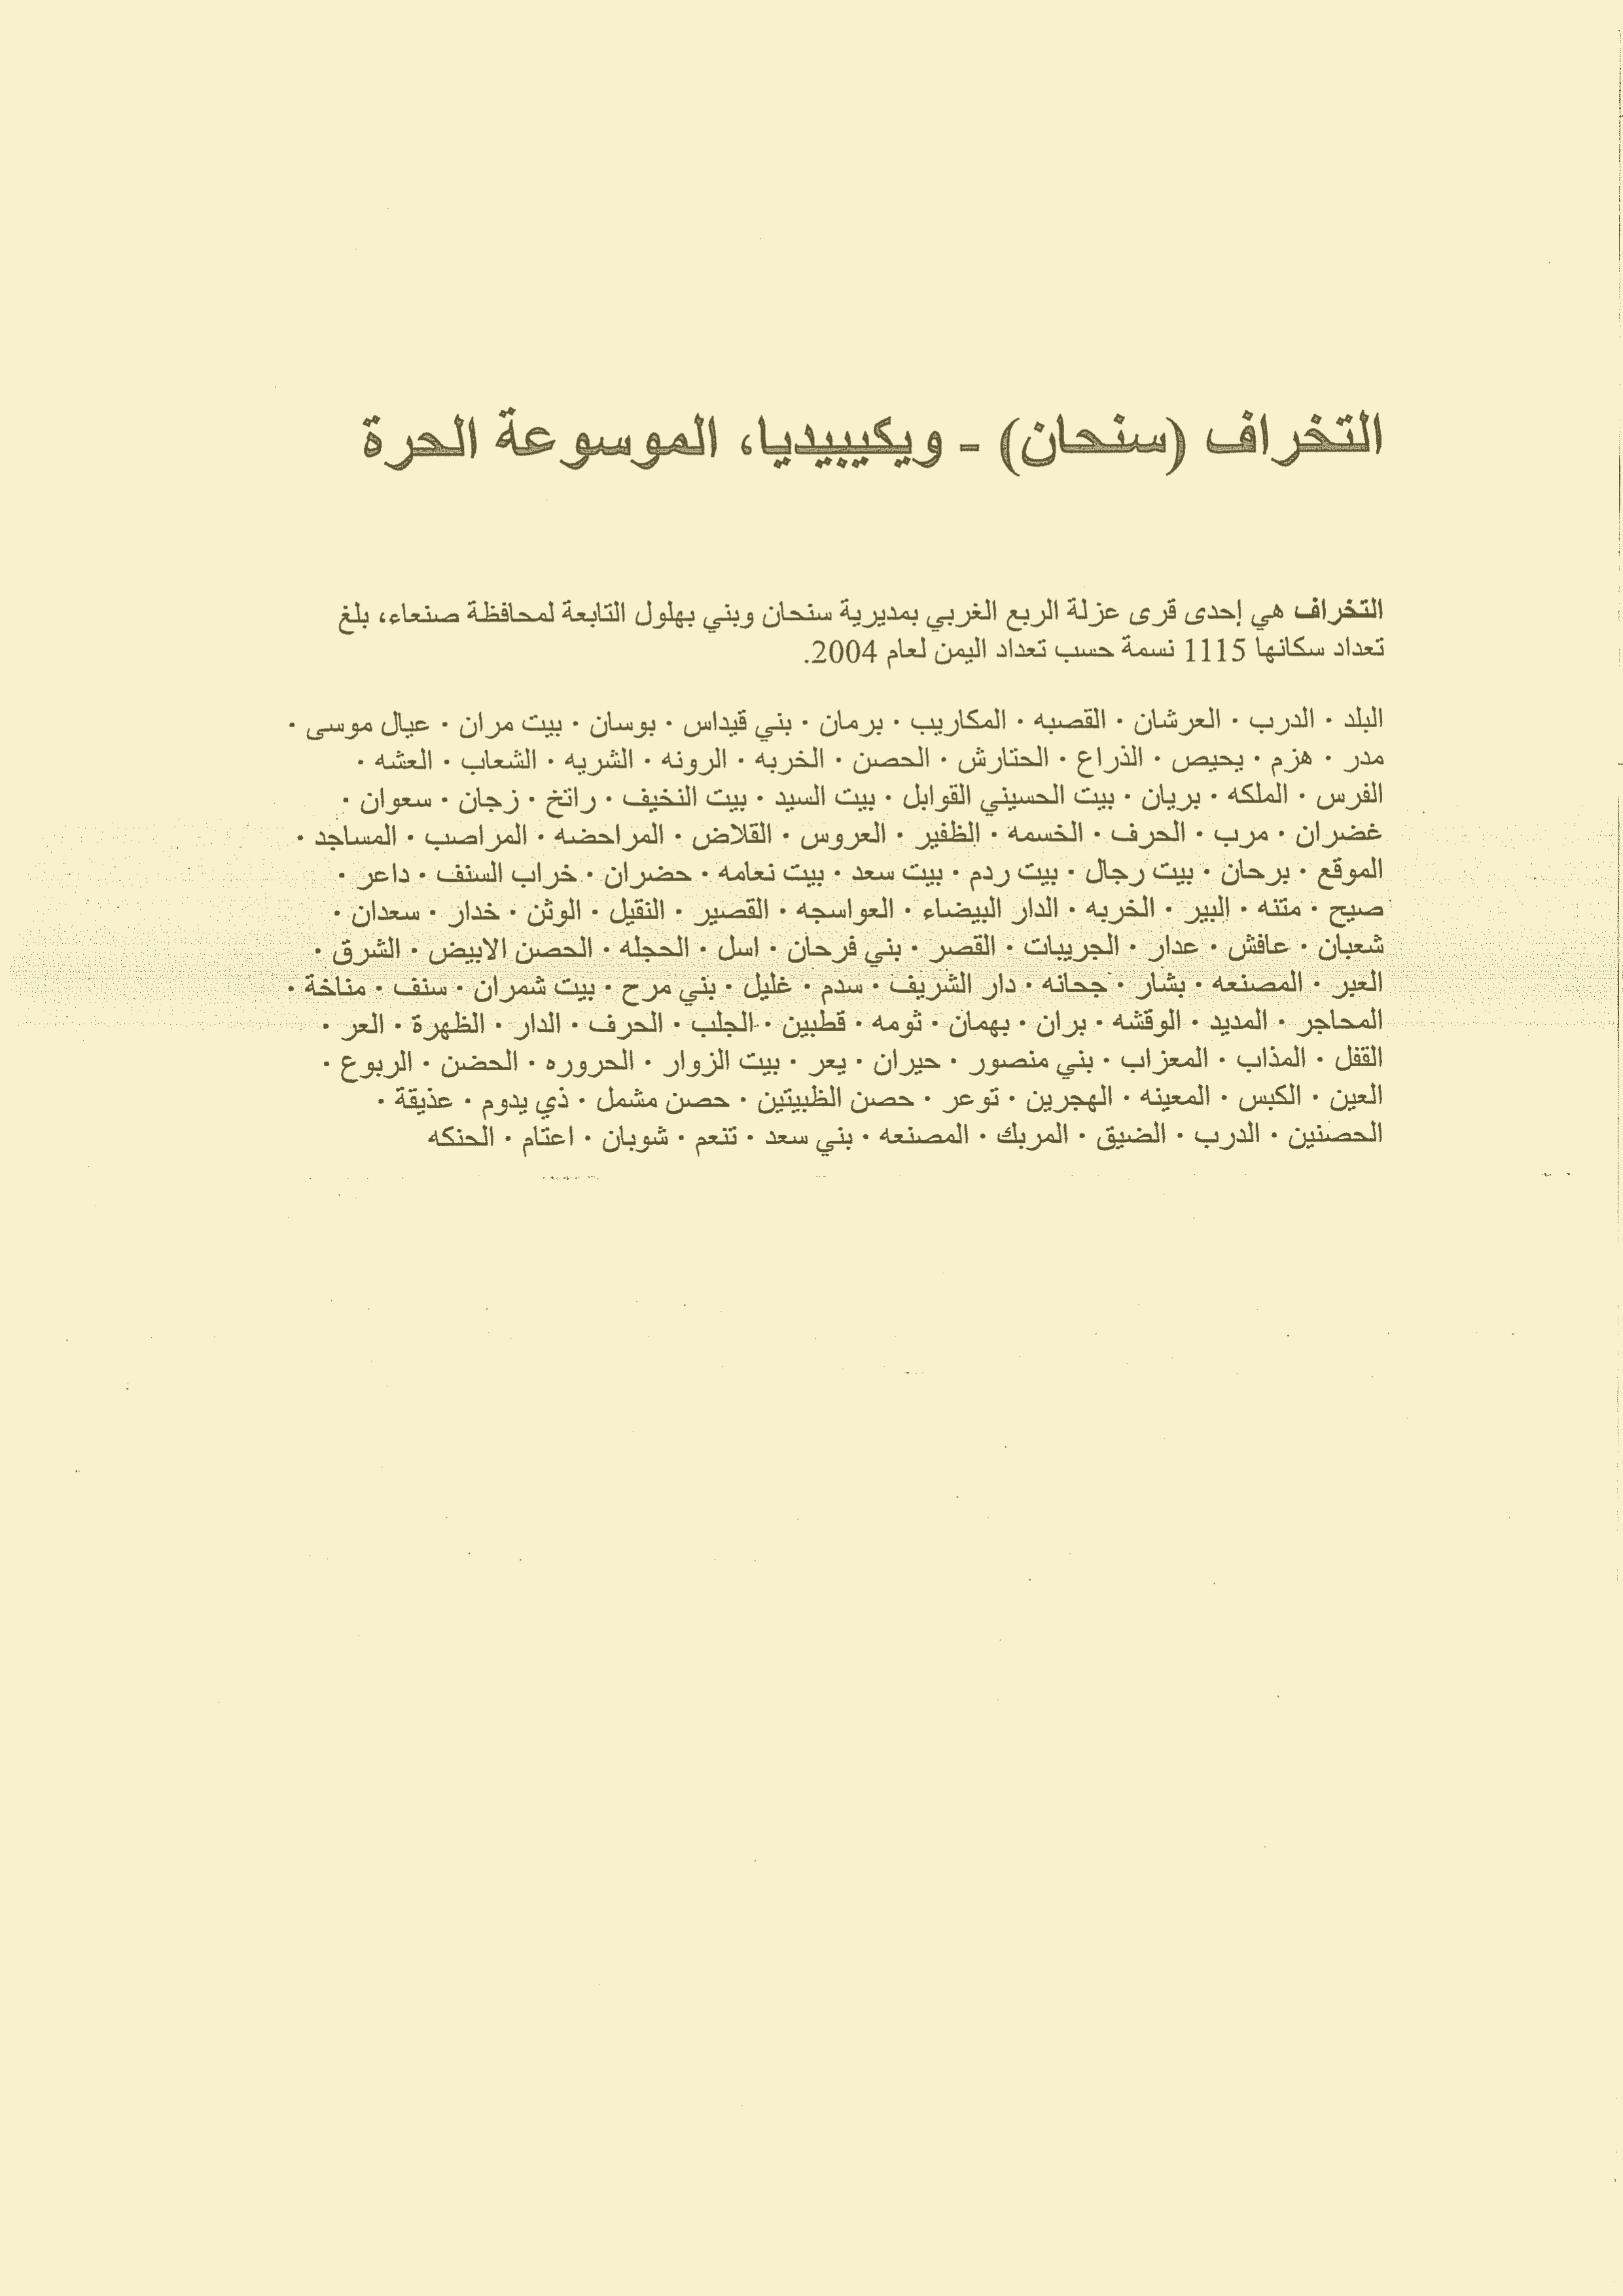 التخراف (سنحان) - ويكيبيديا، الموسوعة الحرة
التخراف هي إحدى قرى عزلة الربع الغربي بمديرية سنحان وبني بهلول التابعة لمحافظة صنعاء، بلغ
تعداد سكانها 1115 نسمة حسب تعداد اليمن لعام 2004.
البلد · الدرب · العرشان · القصبه · المكاريب · برمان · بني قيداس · بوسان · بيت مران · عيال موسى ·
مدر · هزم · يحيص · الذراع · الحتارش · الحصن · الخربه · الرونه · الشريه · الشعاب · العشه ·
الفرس · الملكه · بريان · بيت الحسيني القوابل · بيت السيد · بيت النخيف · راتخ · زجان · سعوان ·
غضران · مرب · الحرف · الخسمه · الظفير · العروس · القلاض · المراحضه · المراصب · المساجد ·
الموقع · برحان · بيت رجال · بيت ردم · بيت سعد · بيت نعامه · حضران · خراب السنف · داعر ·
صيح · متنه · البير · الخربه · الدار البيضاء · العواسجه · القصير · النقيل · الوثن · خدار · سعدان ·
شعبان · عافش · عدار · الجريبات · القصر · بني فرحان · اسل · الحجله · الحصن الابيض · الشرق ·
العبر · المصنعه · بشار · جحانه · دار الشريف · سدم · غليل · بني مرح · بيت شمران · سنف · مناخة ·
المحاجر · المديد · الوقشه · بران · بهمان · ثومه · قطبين · الجلب · الحرف · الدار · الظهرة · العر ·
القفل · المذاب · المعزاب · بني منصور · حيران · يعر · بيت الزوار · الحروره · الحضن · الربوع ·
العين · الكبس · المعينه · الهجرين · توعر · حصن الظبيتين · حصن مشمل · ذي يدوم · عذيقة ·
الحصنين · الدرب · الضيق · المربك · المصنعه · بني سعد · تنعم · شوبان · اعتام · الحنكه